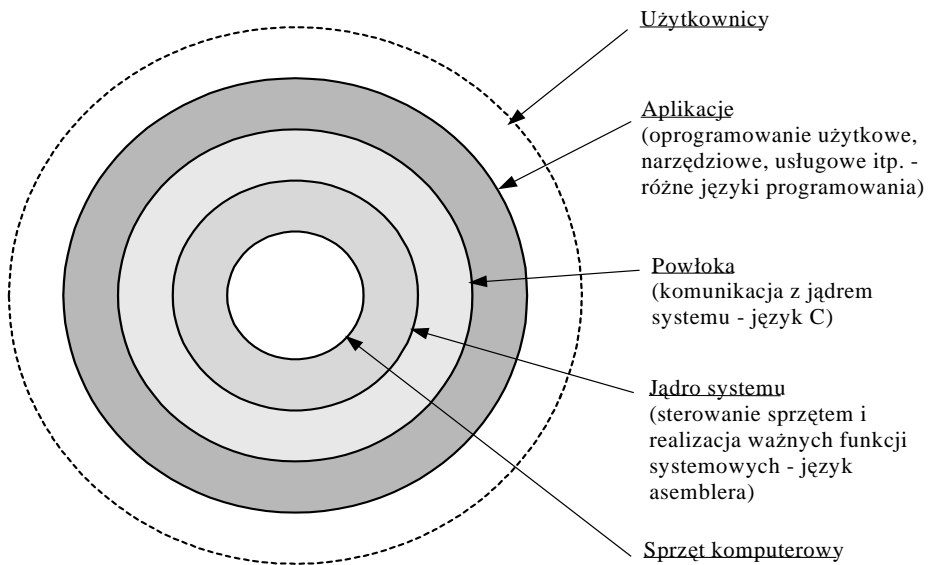 Użytkownicy
Aplikacje
(oprogramowanie użytkowe,
narzędziowe, usługowe itp. -
różne języki programowania)
Powłoka
(komunikacja z jądrem
systemu - język C)
Jądro systemu
(sterowanie sprzętem i
realizacja ważnych funkcji
systemowych - język
asemblera)
Sprzęt komputerowy